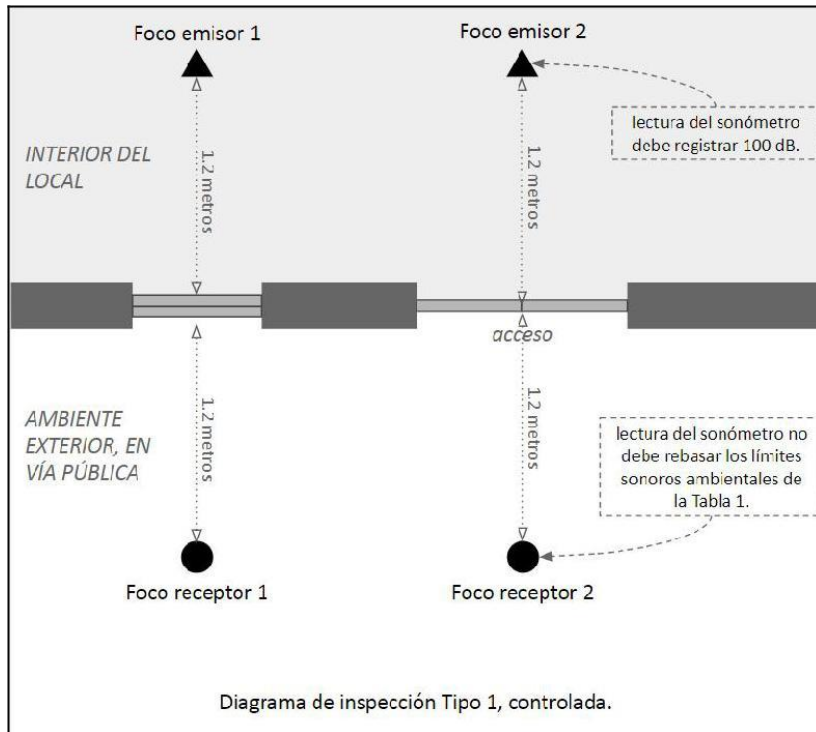 Foco emisor 1
Foco emisor 2
lectura del sonómetro
debe registrar 100 dB.
INTERIOR DEL
LOCAL
1.2 metros
1.2 metros
acceso
AMBIENTE
EXTERIOR, EN
VÍA PÚBLICA
1.2 metros
1.2 metros
lectura del sonómetro no
debe rebasar los límites
sonoros ambientales de
la Tabla 1.
Foco receptor 1
Foco receptor 2
Diagrama de inspección Tipo 1, controlada.